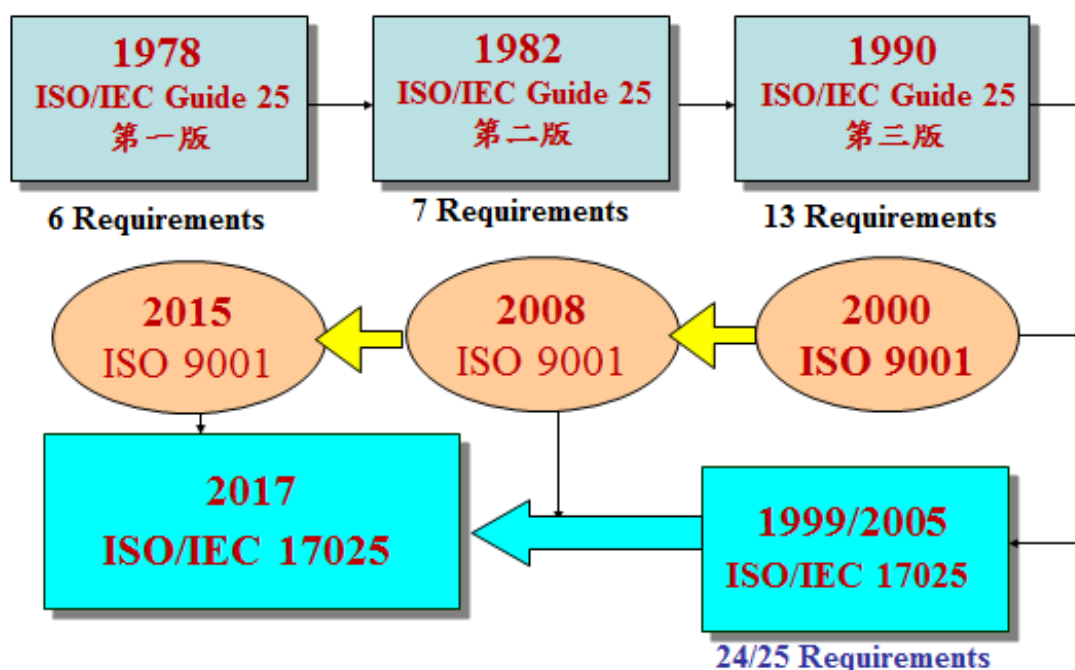 1978
ISO/IEC Guide 25
第一版
6 Requirements
1982
ISO/IEC Guide 25
第二版
7 Requirements
1990
ISO/IEC Guide 25
第三版
13 Requirements
2015
ISO 9001
2008
ISO 9001
2000
ISO 9001
2017
ISO/IEC 17025
1999/2005
ISO/IEC 17025
24/25 Requirements